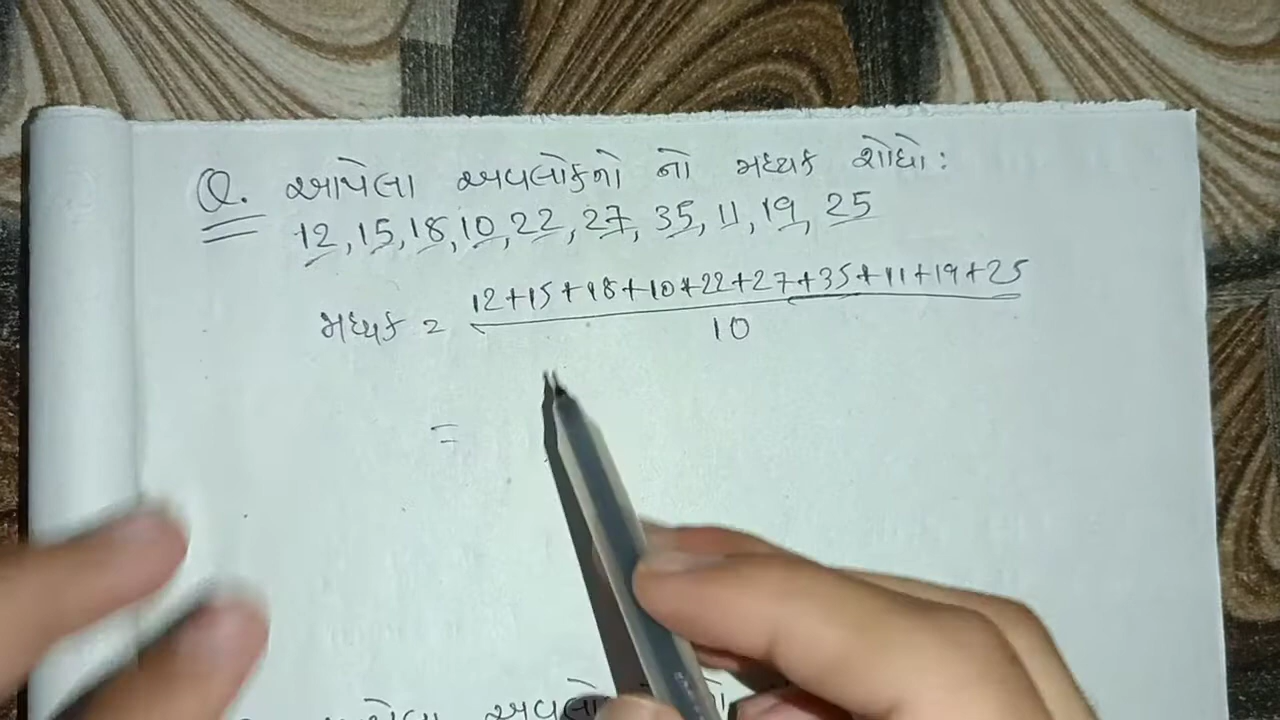 Q. આપેલા અવલોકનો નો મધ્યક શોધો:
12, 15, 18, 10, 22, 27, 35, 11, 19, 25
મધ્યક = 12+15+18+10+22+27+35+11+19+25
10
=